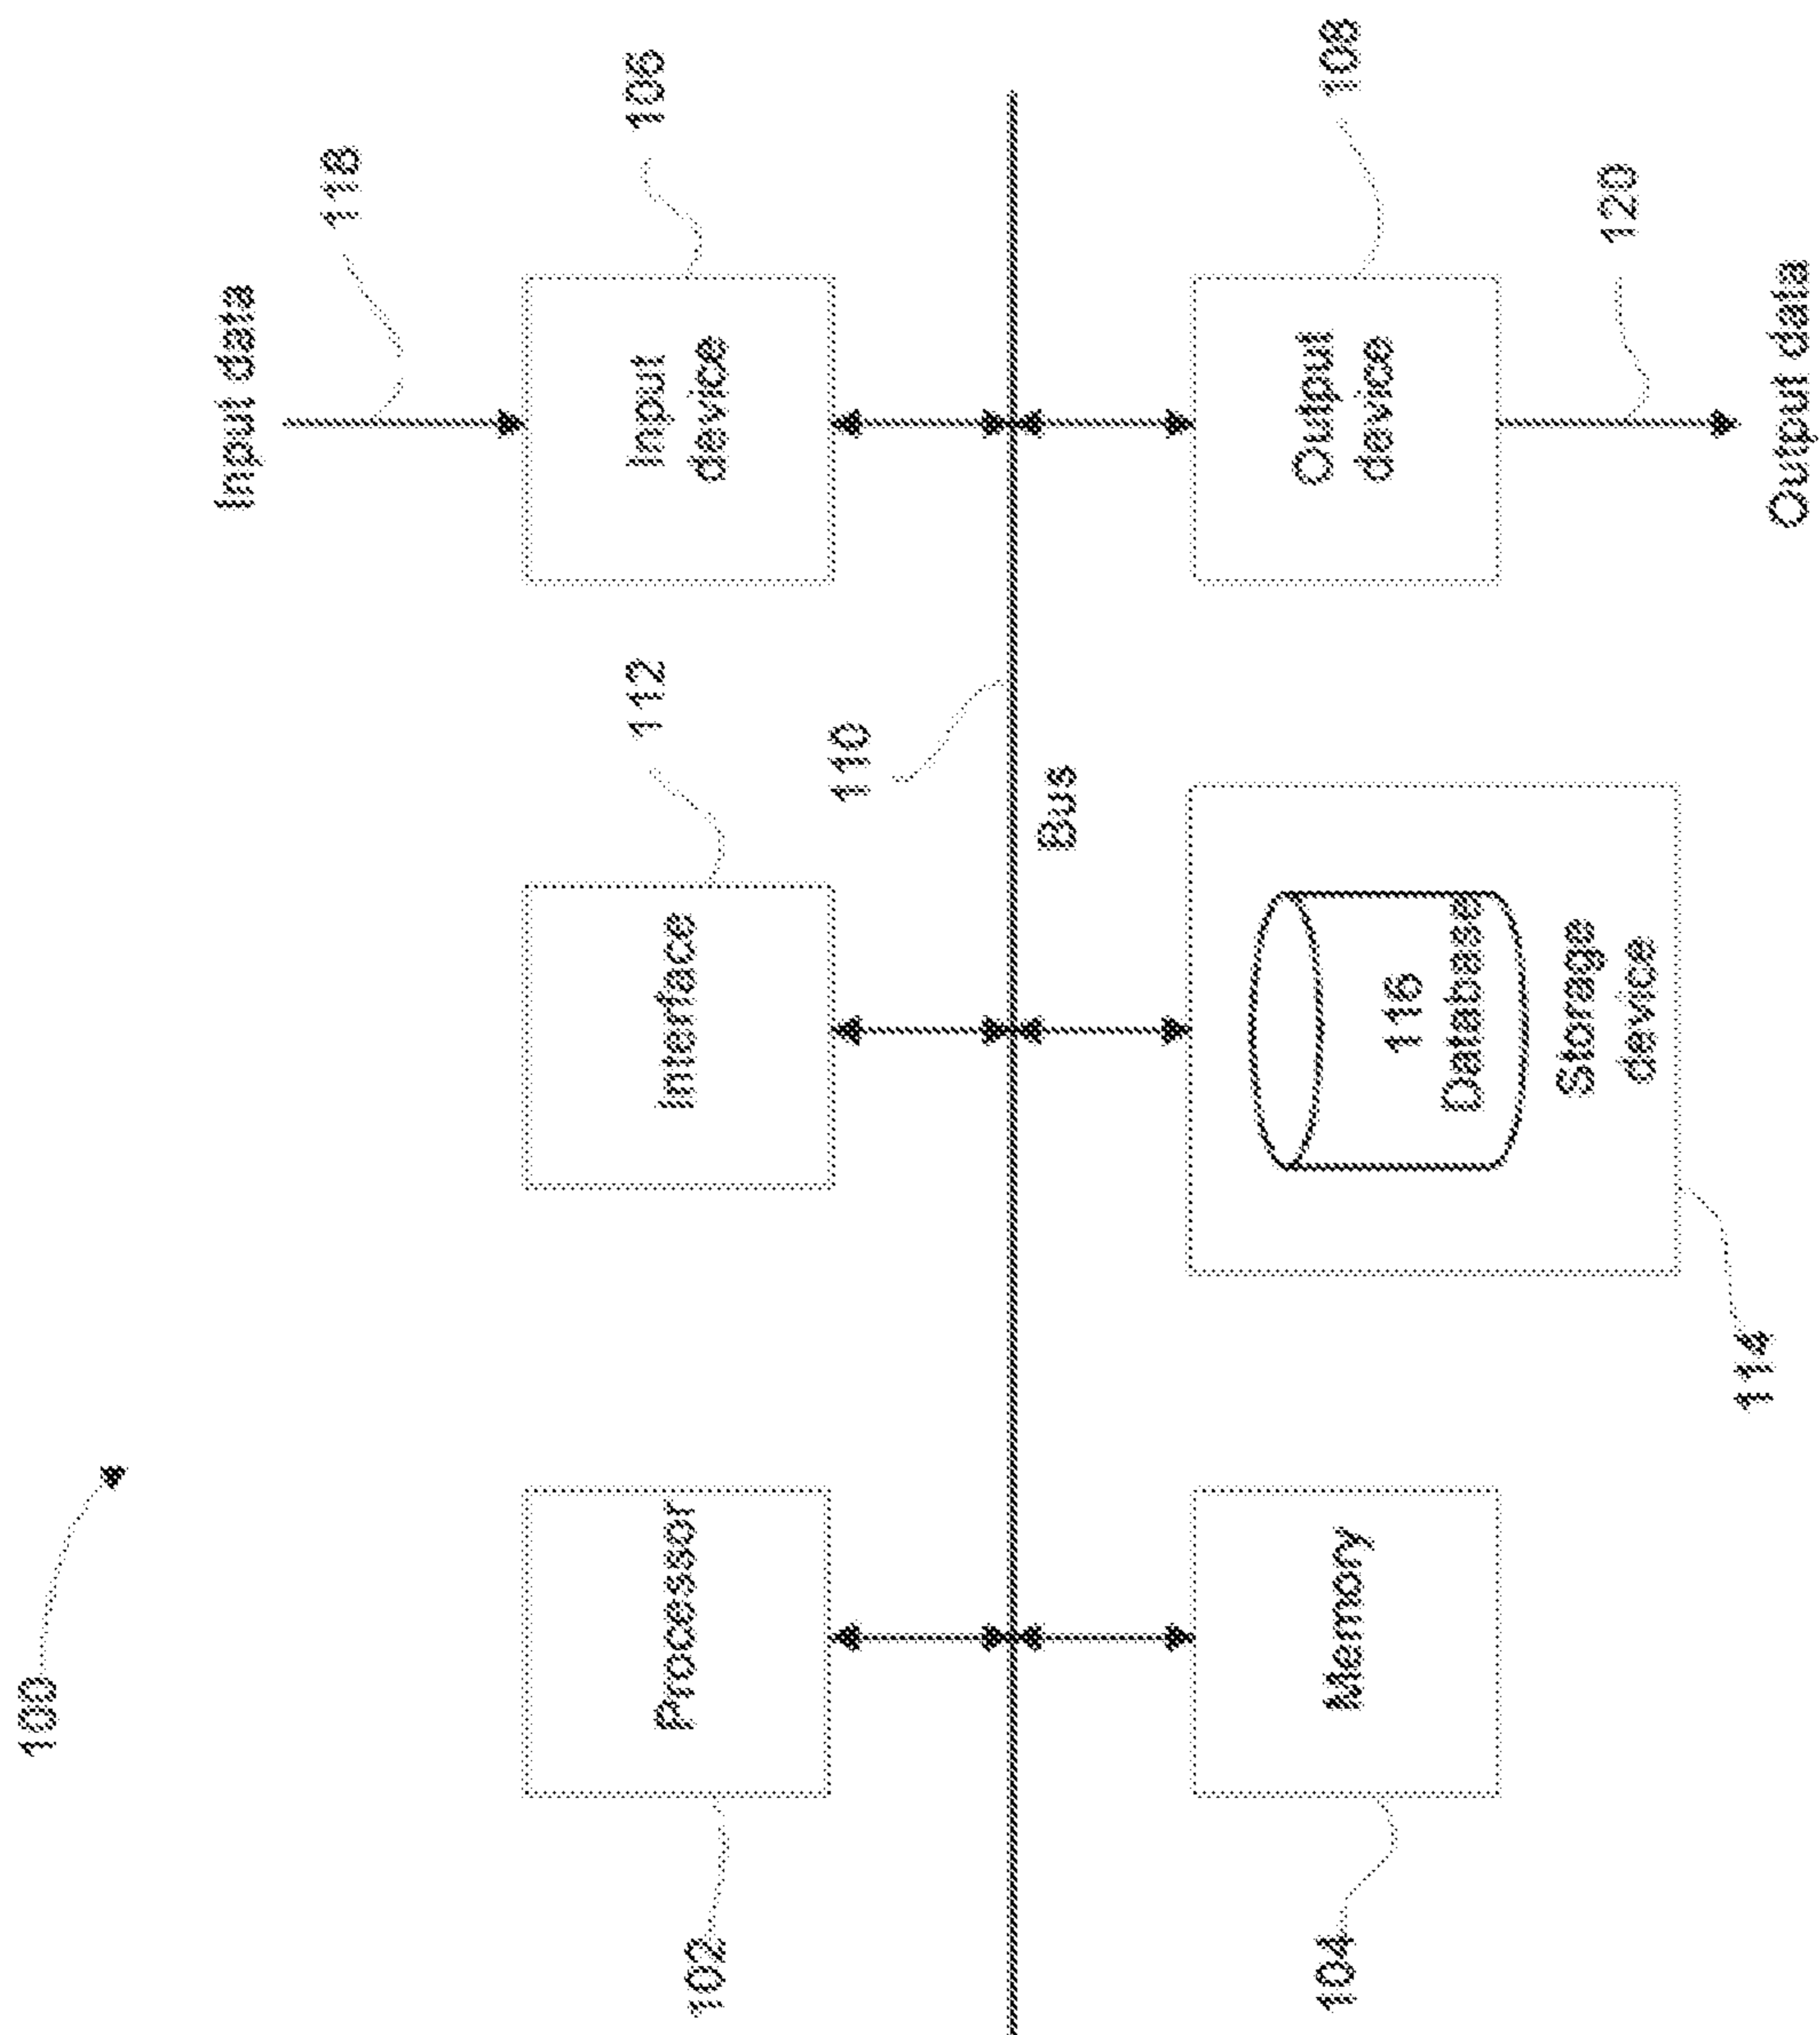 100
Input data
118
102
Processor
Interface
112
Input
device
106
110
Bus
104
Memory
116
Database
Storage
device
114
Output
device
108
120
Output data